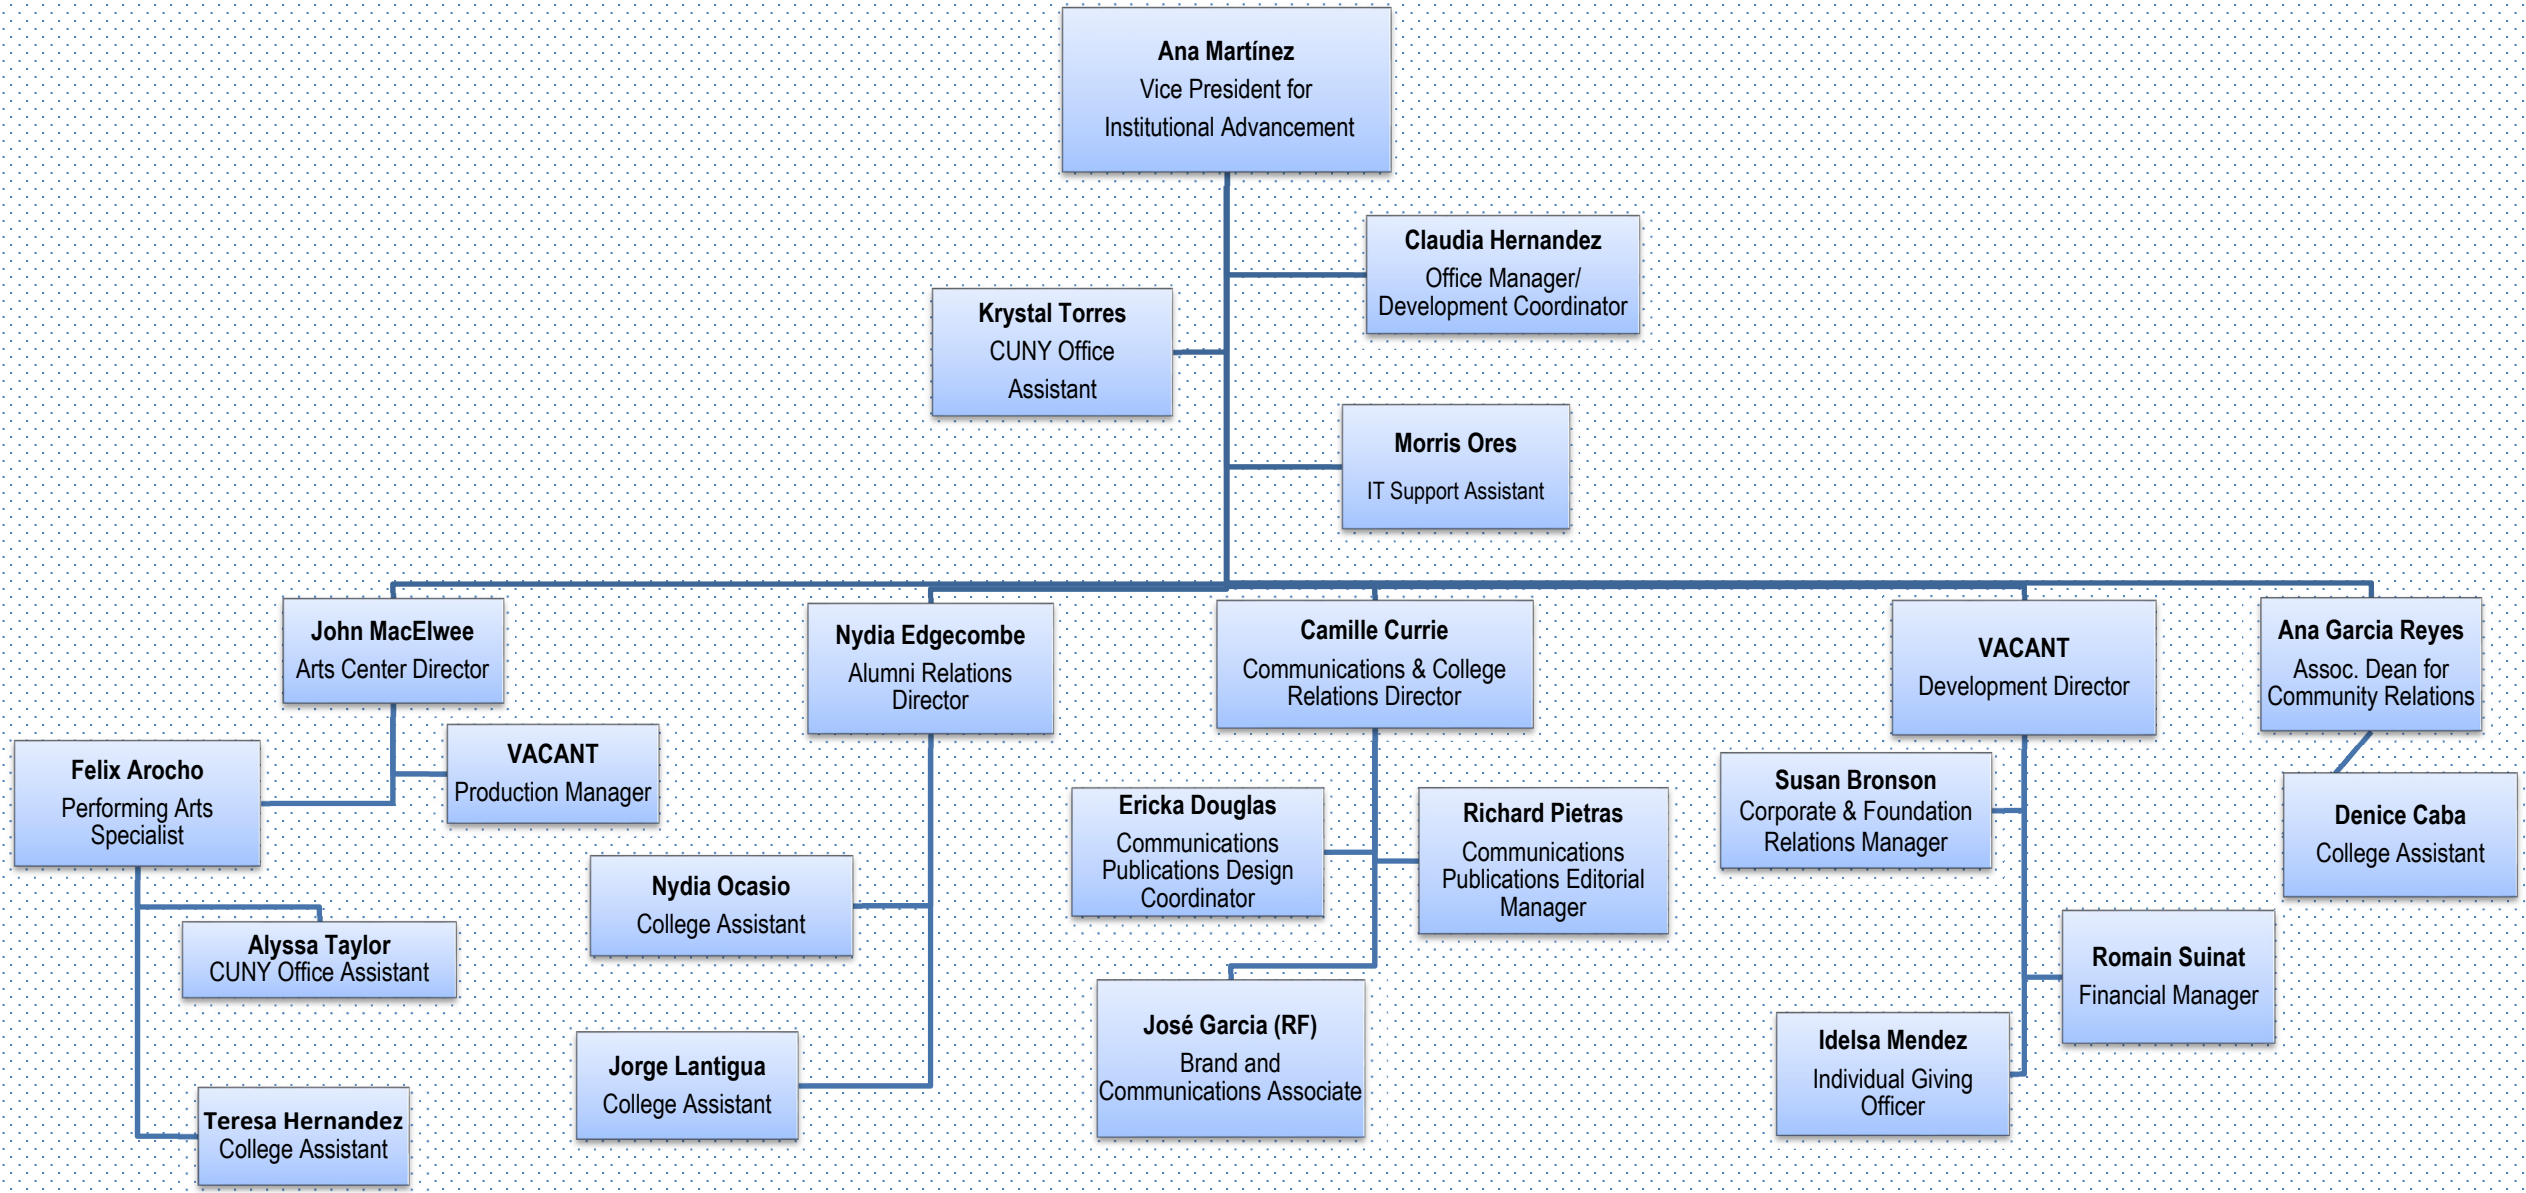 Ana Martínez
Vice President for
Institutional Advancement
Claudia Hernandez
Office Manager/
Development Coordinator
Krystal Torres
CUNY Office
Assistant
Morris Ores
IT Support Assistant
John MacElwee
Arts Center Director
Nydia Edgecombe
Alumni Relations
Director
Camille Currie
Communications & College
Relations Director
VACANT
Development Director
Ana Garcia Reyes
Assoc. Dean for
Community Relations
Felix Arocho
Performing Arts
Specialist
VACANT
Production Manager
Alyssa Taylor
CUNY Office Assistant
Teresa Hernandez
College Assistant
Nydia Ocasio
College Assistant
Jorge Lantigua
College Assistant
Ericka Douglas
Communications
Publications Design
Coordinator
Richard Pietras
Communications
Publications Editorial
Manager
José Garcia (RF)
Brand and
Communications Associate
Susan Bronson
Corporate & Foundation
Relations Manager
Romain Suinat
Financial Manager
Idelsa Mendez
Individual Giving
Officer
Denice Caba
College Assistant